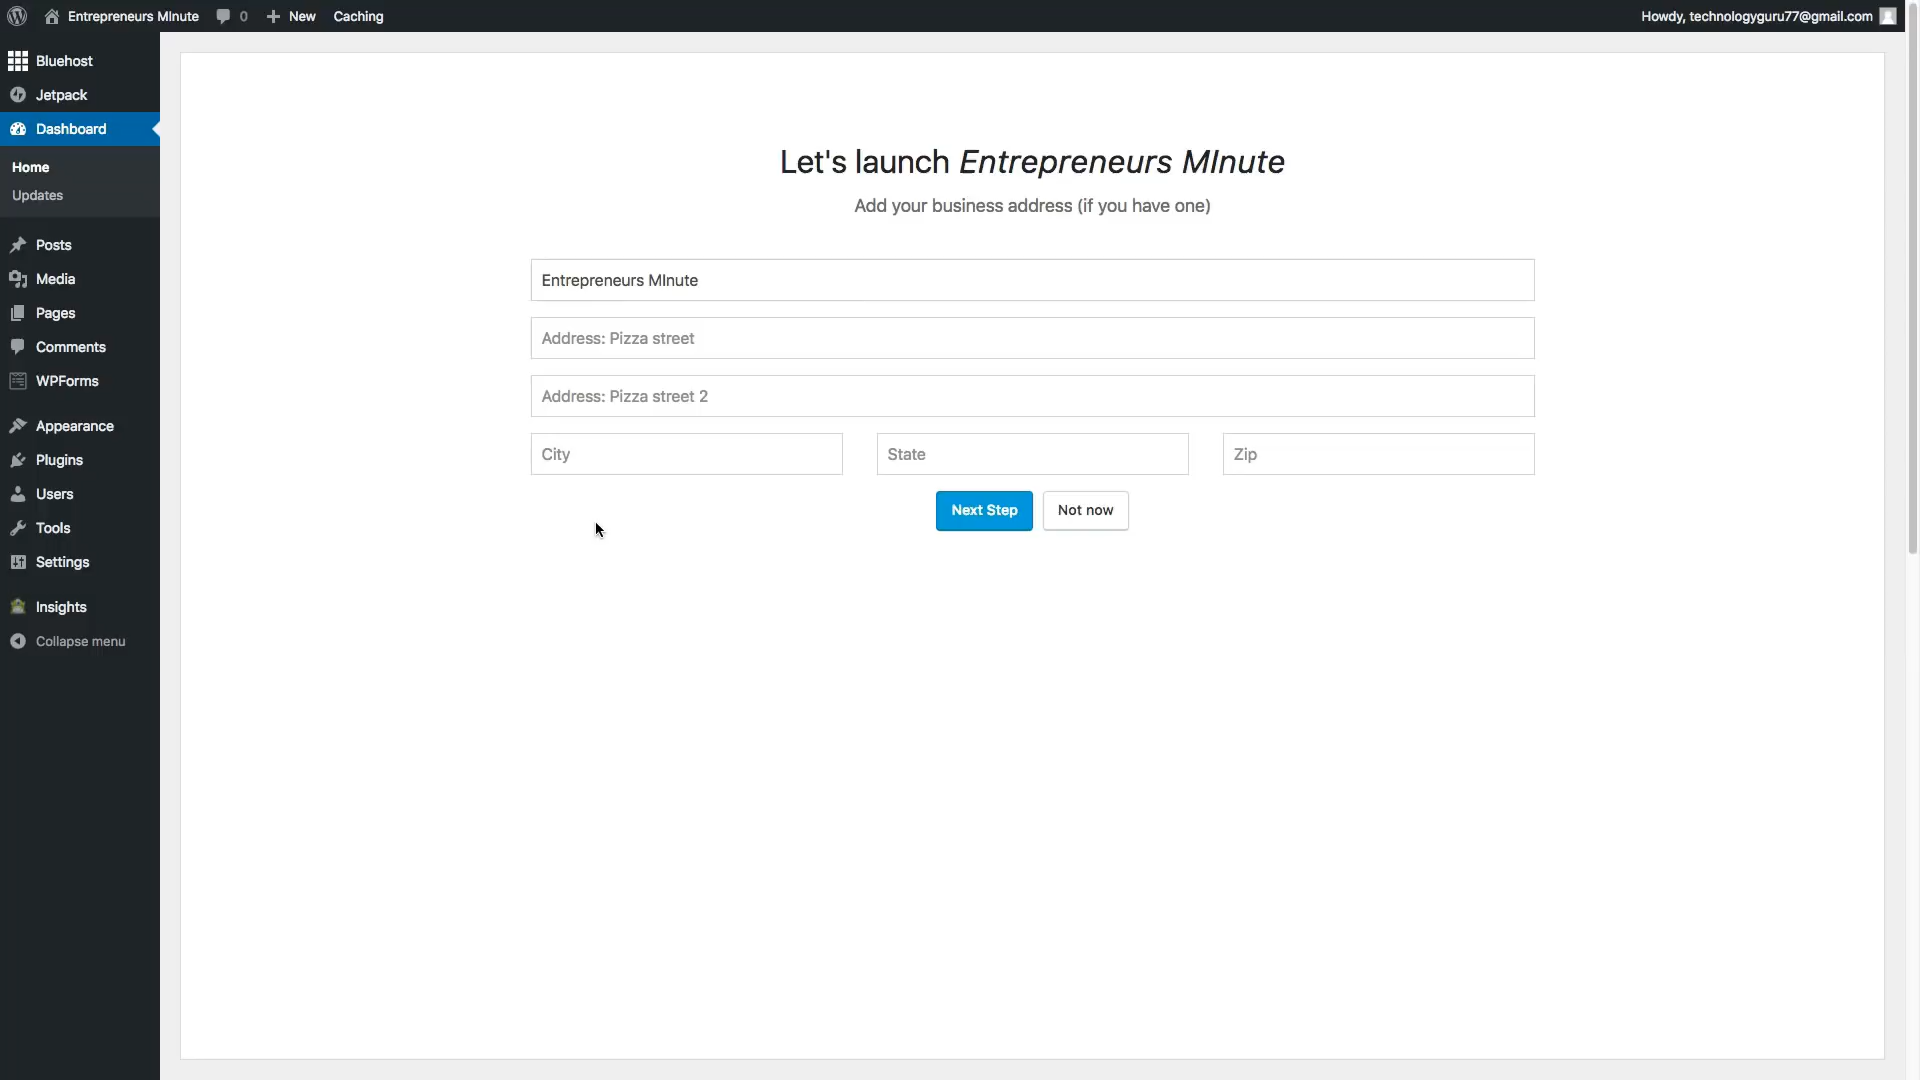 Entrepreneurs MInute
0
New
Caching
Howdy, technologyguru77@gmail.com
Bluehost
Jetpack
Dashboard
Home
Updates
Posts
Media
Pages
Comments
WPForms
Appearance
Plugins
Users
Tools
Settings
Insights
Collapse menu
Let's launch Entrepreneurs MInute
Add your business address (if you have one)
Entrepreneurs MInute
Address: Pizza street
Address: Pizza street 2
City
State
Zip
Next Step
Not now